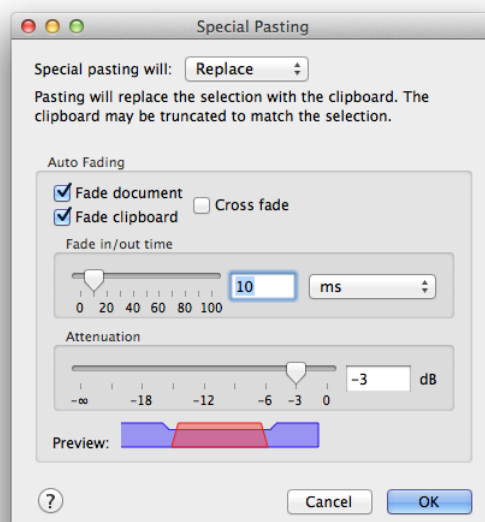 Special Pasting
Special pasting will: Replace
Pasting will replace the selection with the clipboard. The
clipboard may be truncated to match the selection.
Auto Fading
Fade document
Cross fade
Fade clipboard
Fade in/out time
10 ms
0 20 40 60 80 100
Attenuation
-3 dB
-∞ -18 -12 -6 -3 0
Preview:
? Cancel OK